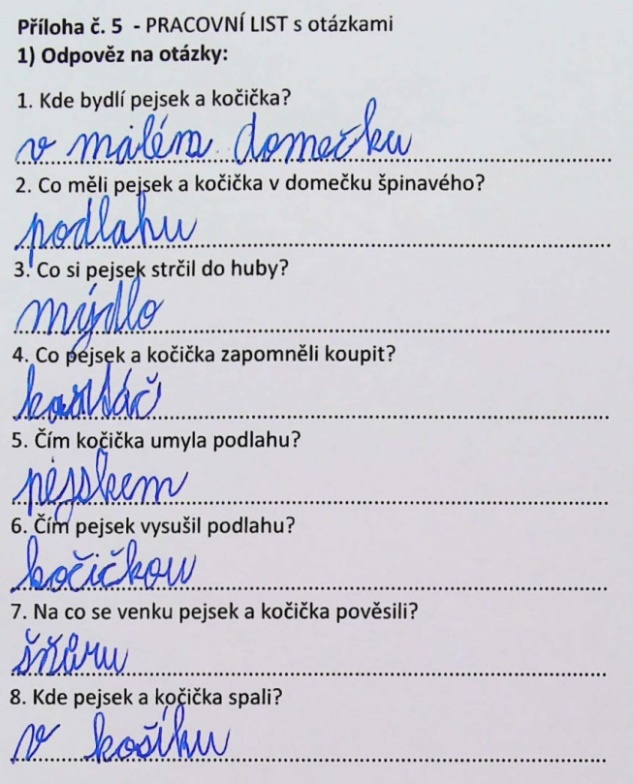 Příloha č. 5 - PRACOVNÍ LIST s otázkami
1) Odpověz na otázky:
1. Kde bydlí pejsek a kočička?
v malém domečku
2. Co měli pejsek a kočička v domečku špinavého?
podlahu
3. Co si pejsek strčil do huby?
mýdlo
4. Co pejsek a kočička zapomněli koupit?
kartáč
5. Čím kočička umyla podlahu?
pejskem
6. Čím pejsek vysušil podlahu?
kočičkou
7. Na co se venku pejsek a kočička pověsili?
šňůru
8. Kde pejsek a kočička spali?
v košíku